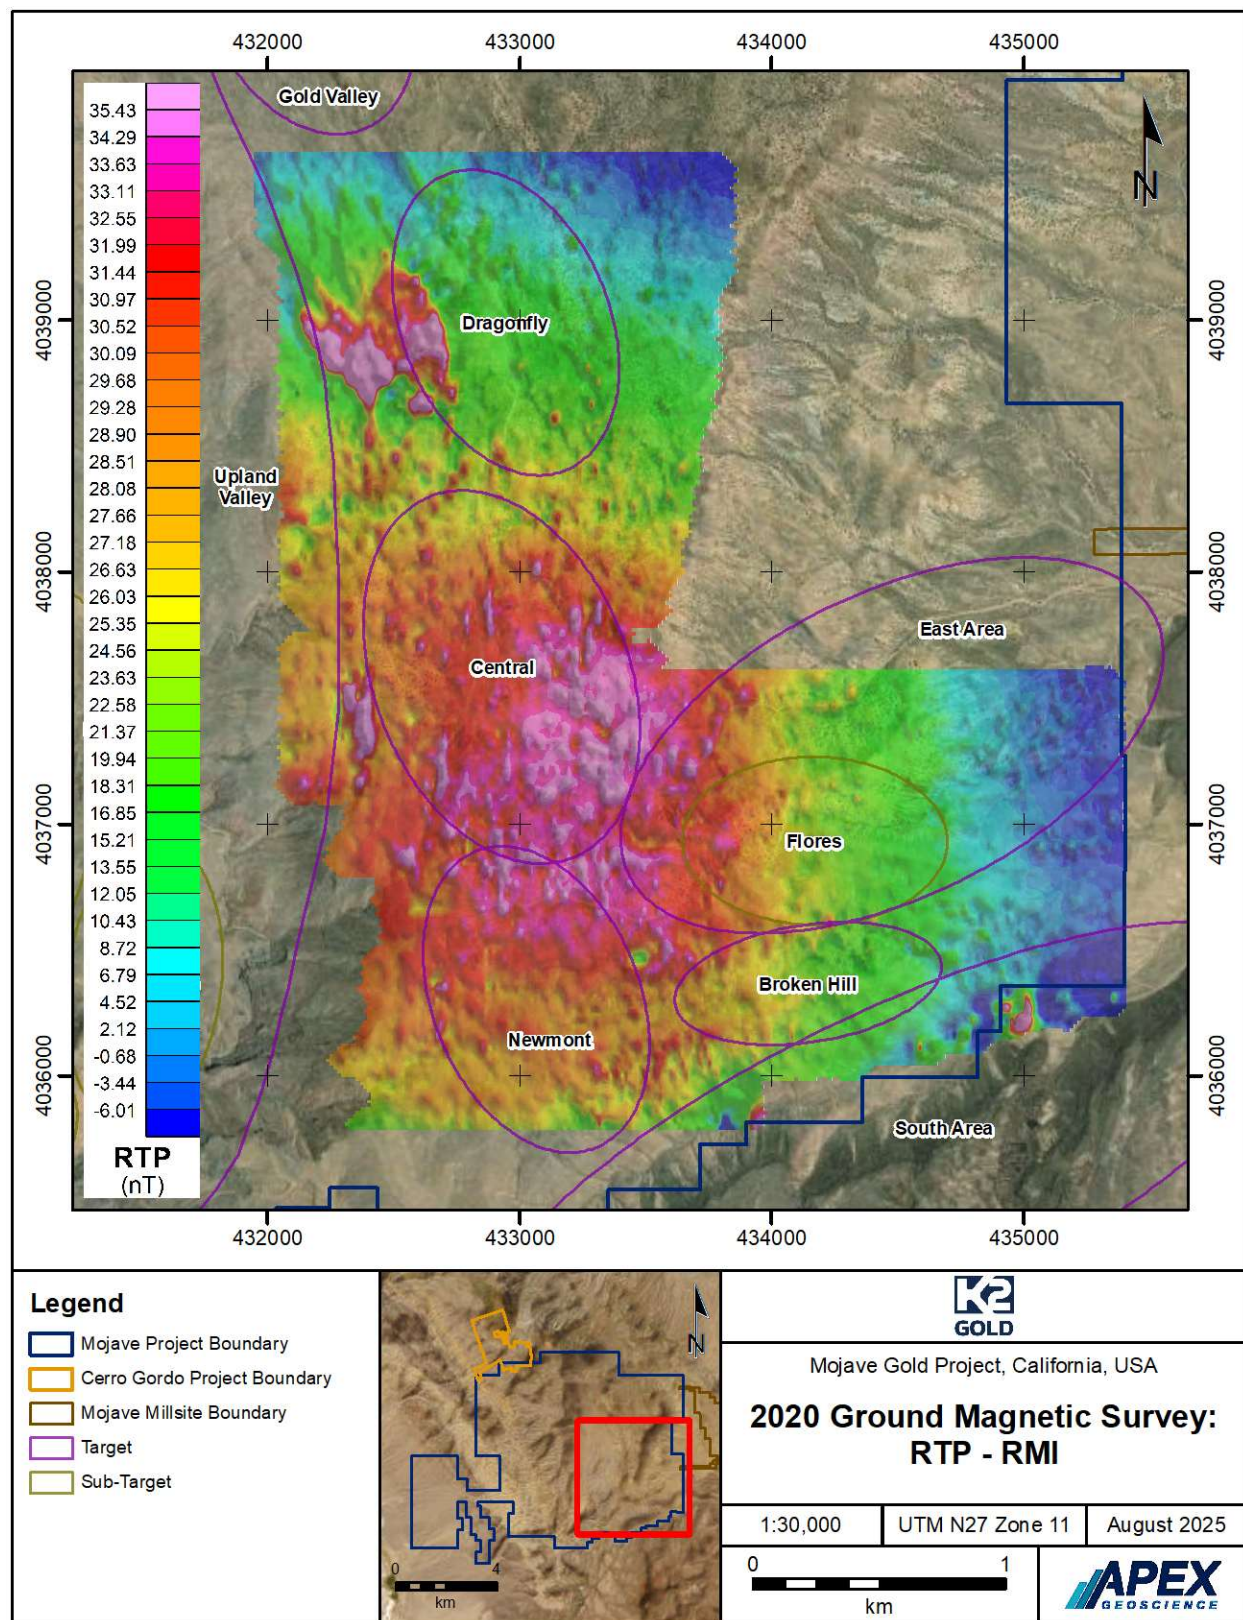 432000
433000
434000
435000
Gold Valley
35.43
34.29
33.63
33.11
32.55
31.99
31.44
30.97
30.52
30.09
29.68
29.28
28.90
28.51
28.08
27.66
27.18
26.63
26.03
25.35
24.56
23.63
22.58
21.37
19.94
18.31
16.85
15.21
13.55
12.05
10.43
8.72
6.79
4.52
2.12
-0.68
-3.44
-6.01
RTP
(nT)
N
4039000
4038000
4037000
4036000
Dragonfly
Upland
Valley
Central
East Area
Flores
Broken Hill
Newmont
South Area
4039000
4038000
4037000
4036000
432000
433000
434000
435000
Legend
Mojave Project Boundary
Cerro Gordo Project Boundary
Mojave Millsite Boundary
Target
Sub-Target
N
0 4
km
K2
GOLD
Mojave Gold Project, California, USA
2020 Ground Magnetic Survey:
RTP - RMI
1:30,000
UTM N27 Zone 11
August 2025
0 1
km
APEX
GEOSCIENCE